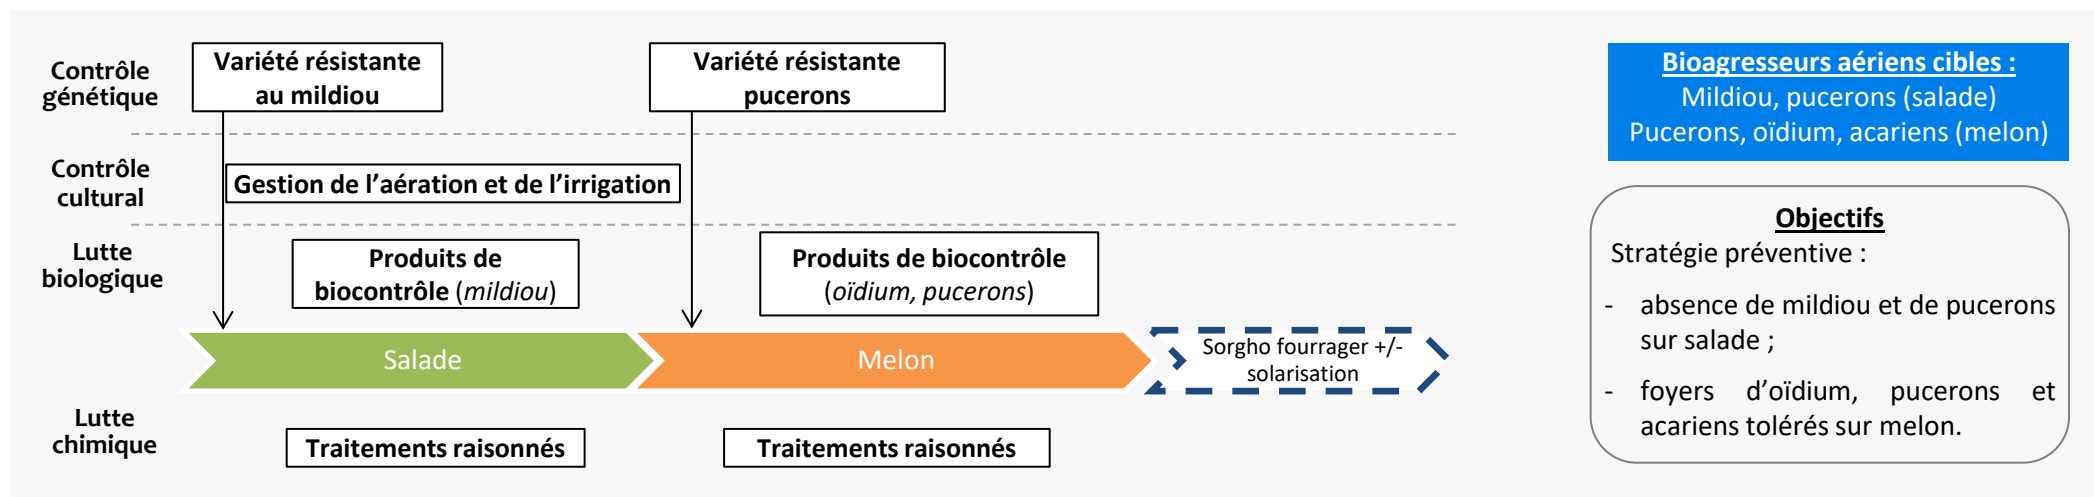 Contrôle
génétique
Variété résistante
au mildiou
Variété résistante
pucerons
Contrôle
cultural
Gestion de l’aération et de l’irrigation
Lutte
biologique
Produits de
biocontrôle (mildiou)
Produits de biocontrôle
(oïdium, pucerons)
Salade
Melon
Sorgho fourrager +/-
solarisation
Lutte
chimique
Traitements raisonnés
Traitements raisonnés
Bioagresseurs aériens cibles :
Mildiou, pucerons (salade)
Pucerons, oïdium, acariens (melon)
Objectifs
Stratégie préventive :
- absence de mildiou et de pucerons
sur salade ;
- foyers d’oïdium, pucerons et
acariens tolérés sur melon.